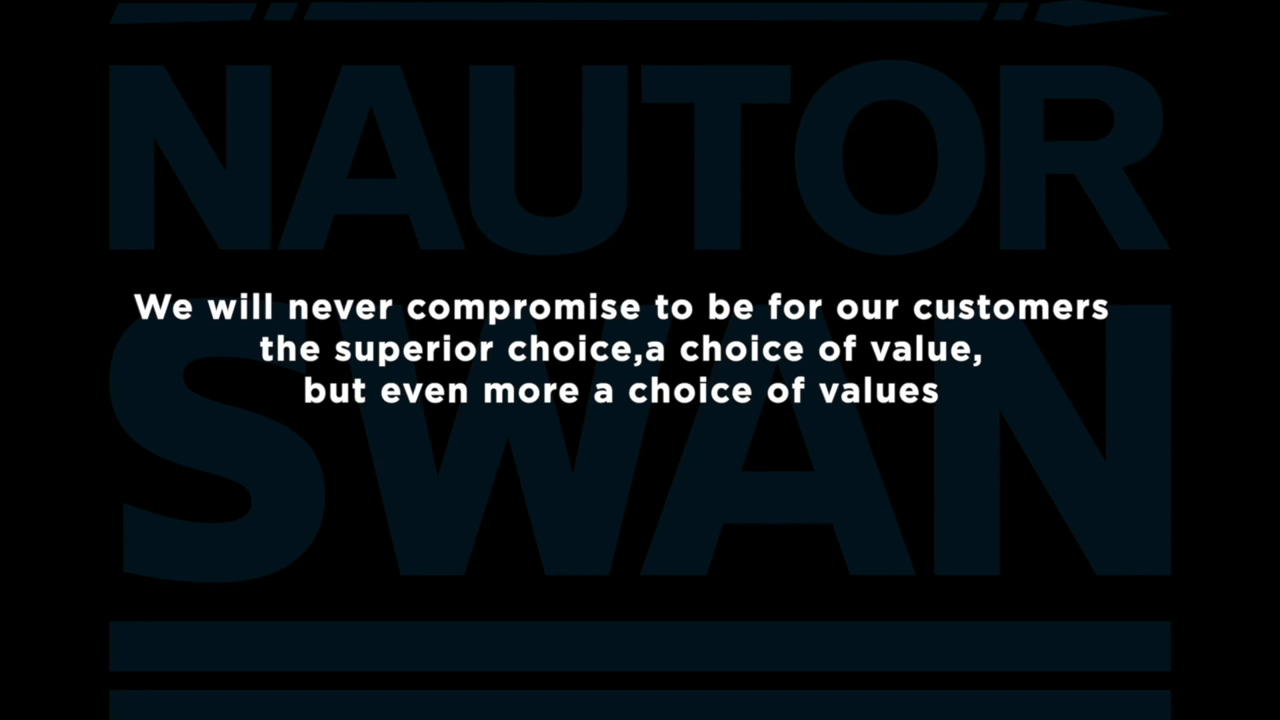 NAUTOR
We will never compromise to be for our customers
the superior choice,a choice of value,
but even more a choice of values
SWAN